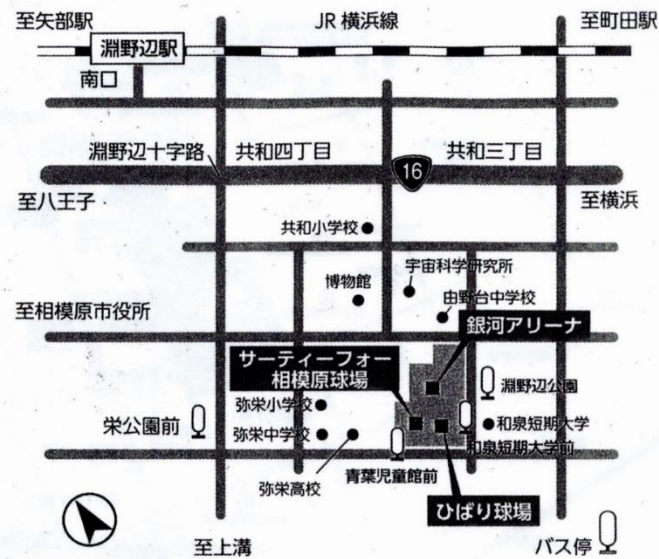 至矢部駅
JR 横浜線
至町田駅
淵野辺駅
南口
淵野辺十字路
共和四丁目
共和三丁目
16
至八王子
至横浜
共和小学校
宇宙科学研究所
博物館
由野台中学校
至相模原市役所
銀河アリーナ
サーティーフォー
相模原球場
淵野辺公園
弥栄小学校
栄公園前
弥栄中学校
和泉短期大学
和泉短期大学前
青葉児童館前
弥栄高校
ひばり球場
至上溝
バス停